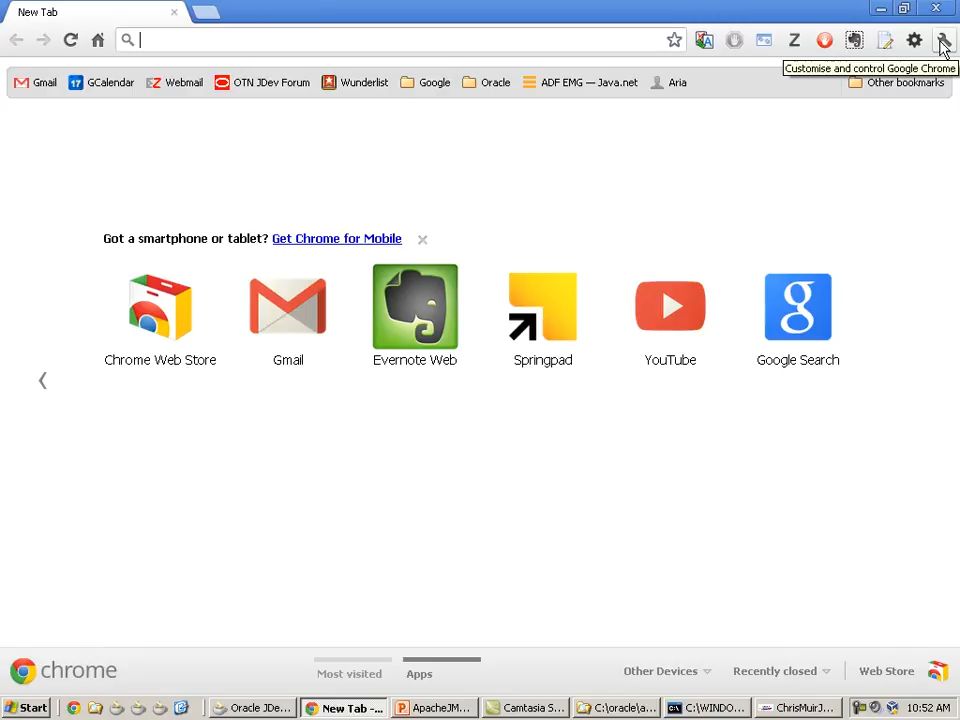 New Tab
Customise and control Google Chrome
Gmail
17
GCalendar
EZ
Webmail
OTN JDev Forum
Wunderlist
Google
Oracle
ADF EMG — Java.net
Aria
Other bookmarks
Got a smartphone or tablet? Get Chrome for Mobile
Chrome Web Store
Gmail
Evernote Web
Springpad
YouTube
Google Search
chrome
Most visited
Apps
Other Devices
Recently closed
Web Store
Start
Oracle JDe...
New Tab -...
ApacheJM...
Camtasia S...
C:\oracle\a...
C:\WINDO...
ChrisMuirJ...
10:52 AM